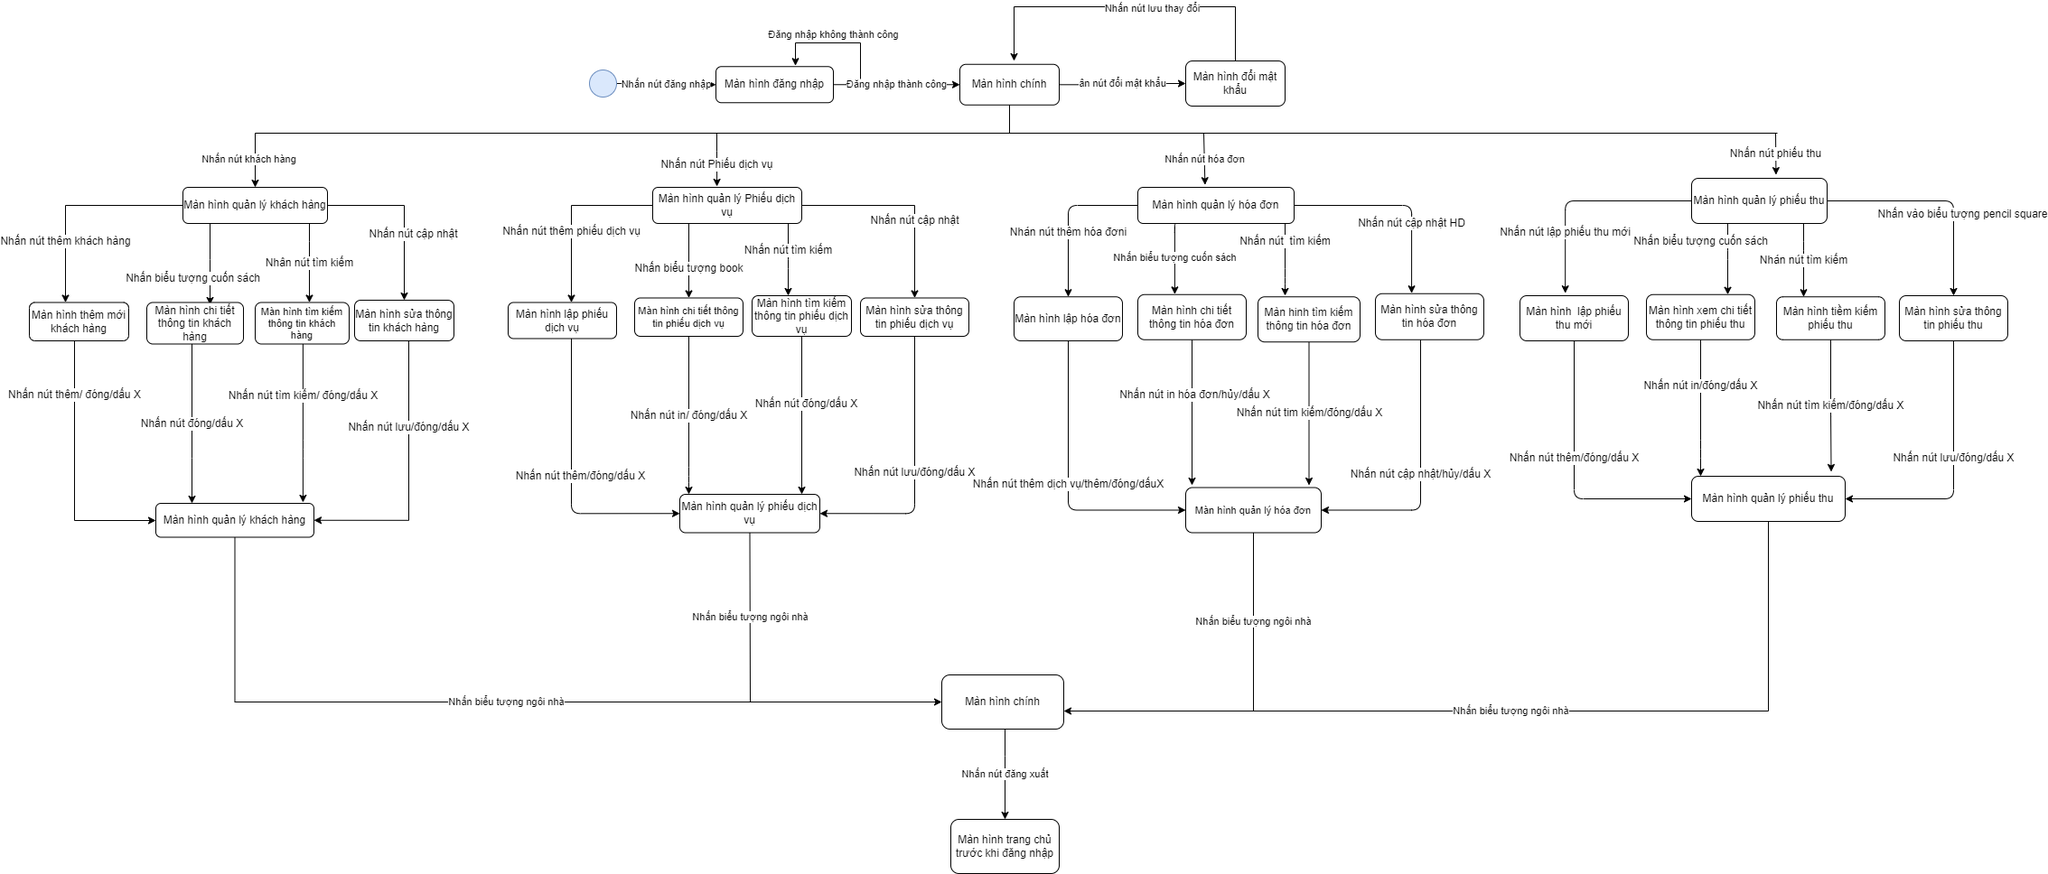 Nhấn nút lưu thay đổi
Đăng nhập không thành công
Nhấn nút đăng nhập
Màn hình đăng nhập
Đăng nhập thành công
Màn hình chính
ân nút đổi mật khẩu
Màn hình đổi mật
khẩu
Nhấn nút khách hàng
Nhấn nút Phiếu dịch vụ
Nhấn nút hóa đơn
Nhấn nút phiếu thu
Màn hình quản lý khách hàng
Màn hình quản lý Phiếu dịch
vụ
Màn hình quản lý hóa đơn
Màn hình quản lý phiếu thu
Nhấn nút thêm khách hàng
Nhấn biểu tượng cuốn sách
Nhán nút tìm kiếm
Nhấn nút cập nhật
Nhấn nút thêm phiếu dịch vụ
Nhấn biểu tượng book
Nhấn nút tìm kiếm
Nhấn nút cập nhật
Nhán nút thêm hóa đơni
Nhấn biểu tượng cuốn sách
Nhấn nút  tìm kiếm
Nhấn nút cập nhật HD
Nhấn nút lập phiếu thu mới
Nhấn biểu tượng cuốn sách
Nhán nút tìm kiếm
Nhấn vào biểu tượng pencil square
Màn hình thêm mới
khách hàng
Màn hình chi tiết
thông tin khách
hàng
Màn hình tìm kiếm
thông tin khách
hàng
Màn hình sửa thông
tin khách hàng
Màn hình lập phiếu
dịch vụ
Màn hình chi tiết thông
tin phiếu dịch vụ
Màn hình tìm kiếm
thông tin phiếu dịch
vụ
Màn hình sửa thông
tin phiếu dịch vụ
Màn hình lập hóa đơn
Màn hình chi tiết
thông tin hóa đơn
Màn hinh tìm kiếm
thông tin hóa đơn
Màn hình sửa thông
tin hóa đơn
Màn hình  lập phiếu
thu mới
Màn hình xem chi tiết
thông tin phiếu thu
Màn hình tiềm kiếm
phiếu thu
Màn hình sửa thông
tin phiếu thu
Nhấn nút thêm/ đóng/dấu X
Nhấn nút đóng/dấu X
Nhấn nút tìm kiếm/ đóng/dấu X
Nhấn nút lưu/đóng/dấu X
Nhấn nút thêm/đóng/dấu X
Nhấn nút in/ đóng/dấu X
Nhấn nút đóng/dấu X
Nhấn nút lưu/đóng/dấu X
Nhấn nút thêm dịch vụ/thêm/đóng/dấuX
Nhấn nút in hóa đơn/hủy/dấu X
Nhấn nút tim kiếm/đóng/dấu X
Nhấn nút cập nhật/hủy/dấu X
Nhấn nút thêm/đóng/dấu X
Nhấn nút in/đóng/dấu X
Nhấn nút tìm kiếm/đóng/dấu X
Nhấn nút lưu/đóng/dấu X
Màn hình quản lý khách hàng
Màn hình quản lý phiếu dịch
vụ
Màn hình quản lý hóa đơn
Màn hình quản lý phiếu thu
Nhấn biểu tượng ngôi nhà
Nhấn biểu tượng ngôi nhà
Nhấn biểu tượng ngôi nhà
Màn hình chính
Nhấn biểu tượng ngôi nhà
Nhấn nút đăng xuất
Màn hình trang chủ
trước khi đăng nhập